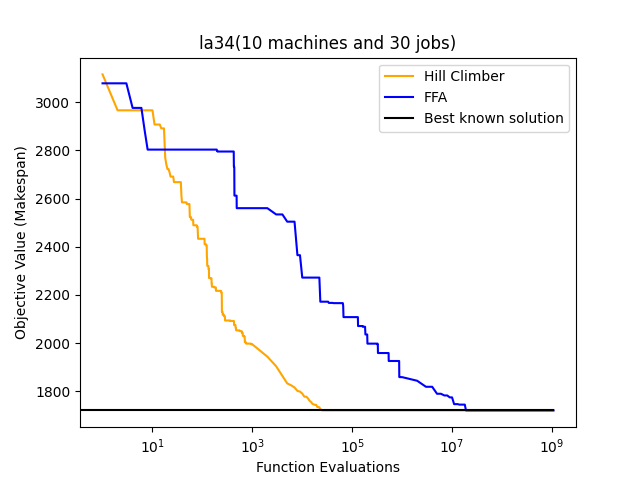 la34(10 machines and 30 jobs)
Hill Climber
FFA
Best known solution
Objective Value (Makespan)
3000
2800
2600
2400
2200
2000
1800
10^1
10^3
10^5
10^7
10^9
Function Evaluations